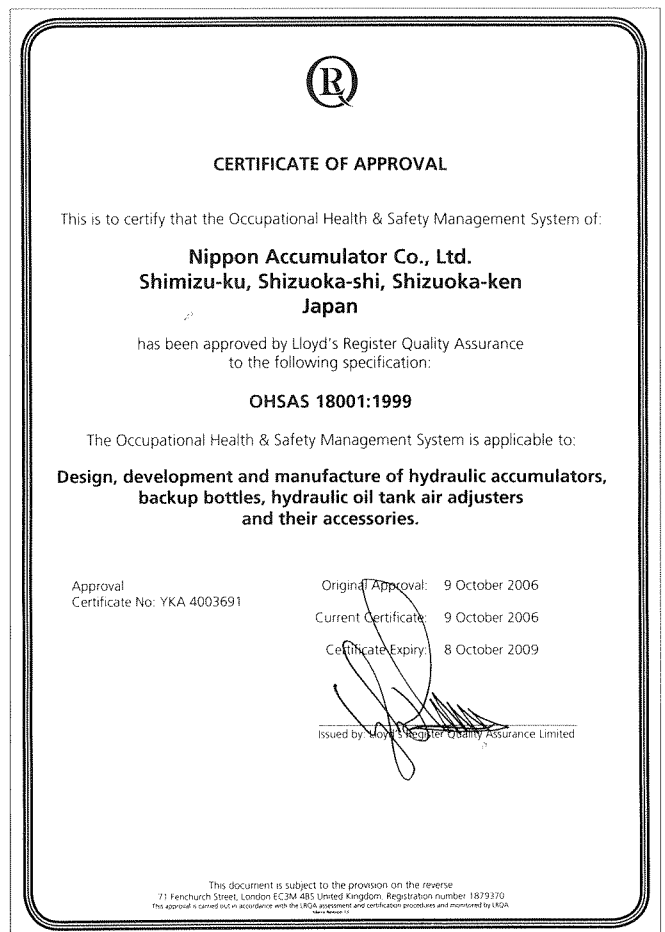 LRQ
CERTIFICATE OF APPROVAL
This is to certify that the Occupational Health & Safety Management System of:
Nippon Accumulator Co., Ltd.
Shimizu-ku, Shizuoka-shi, Shizuoka-ken
Japan
has been approved by Lloyd's Register Quality Assurance
to the following specification:
OHSAS 18001:1999
The Occupational Health & Safety Management System is applicable to:
Design, development and manufacture of hydraulic accumulators,
backup bottles, hydraulic oil tank air adjusters
and their accessories.
Approval
Certificate No: YKA 4003691
Original Approval: 9 October 2006
Current Certificate: 9 October 2006
Certificate Expiry: 8 October 2009
Issued by: Lloyd's Register Quality Assurance Limited
This document is subject to the provision on the reverse
71 Fenchurch Street, London EC3M 4BS United Kingdom. Registration number 1879370
This approval is carried out in accordance with the LRQA assessment and certification procedures and monitored by LRQA